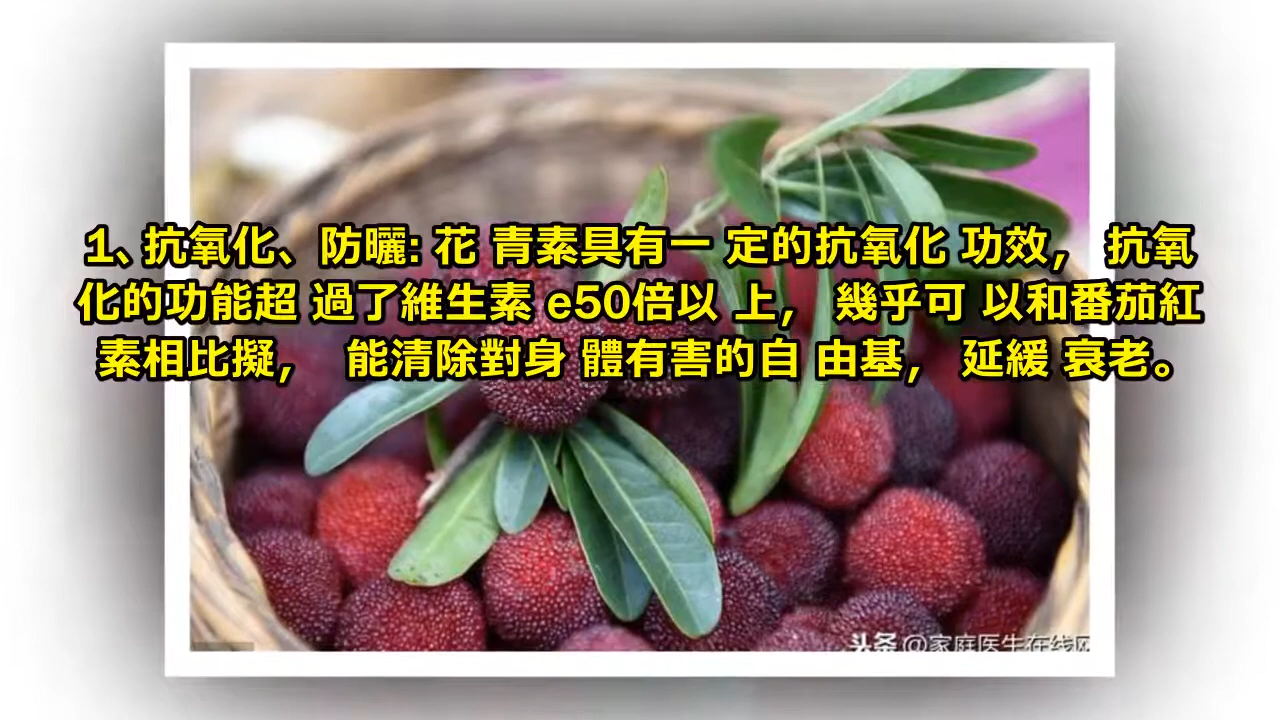 1、抗氧化、防曬: 花 青素具有一 定的抗氧化 功效， 抗氧
化的功能超 過了維生素 e50倍以 上， 幾乎可 以和番茄紅
素相比擬， 能清除對身 體有害的自 由基， 延緩 衰老。
头条 @家庭医生在线网